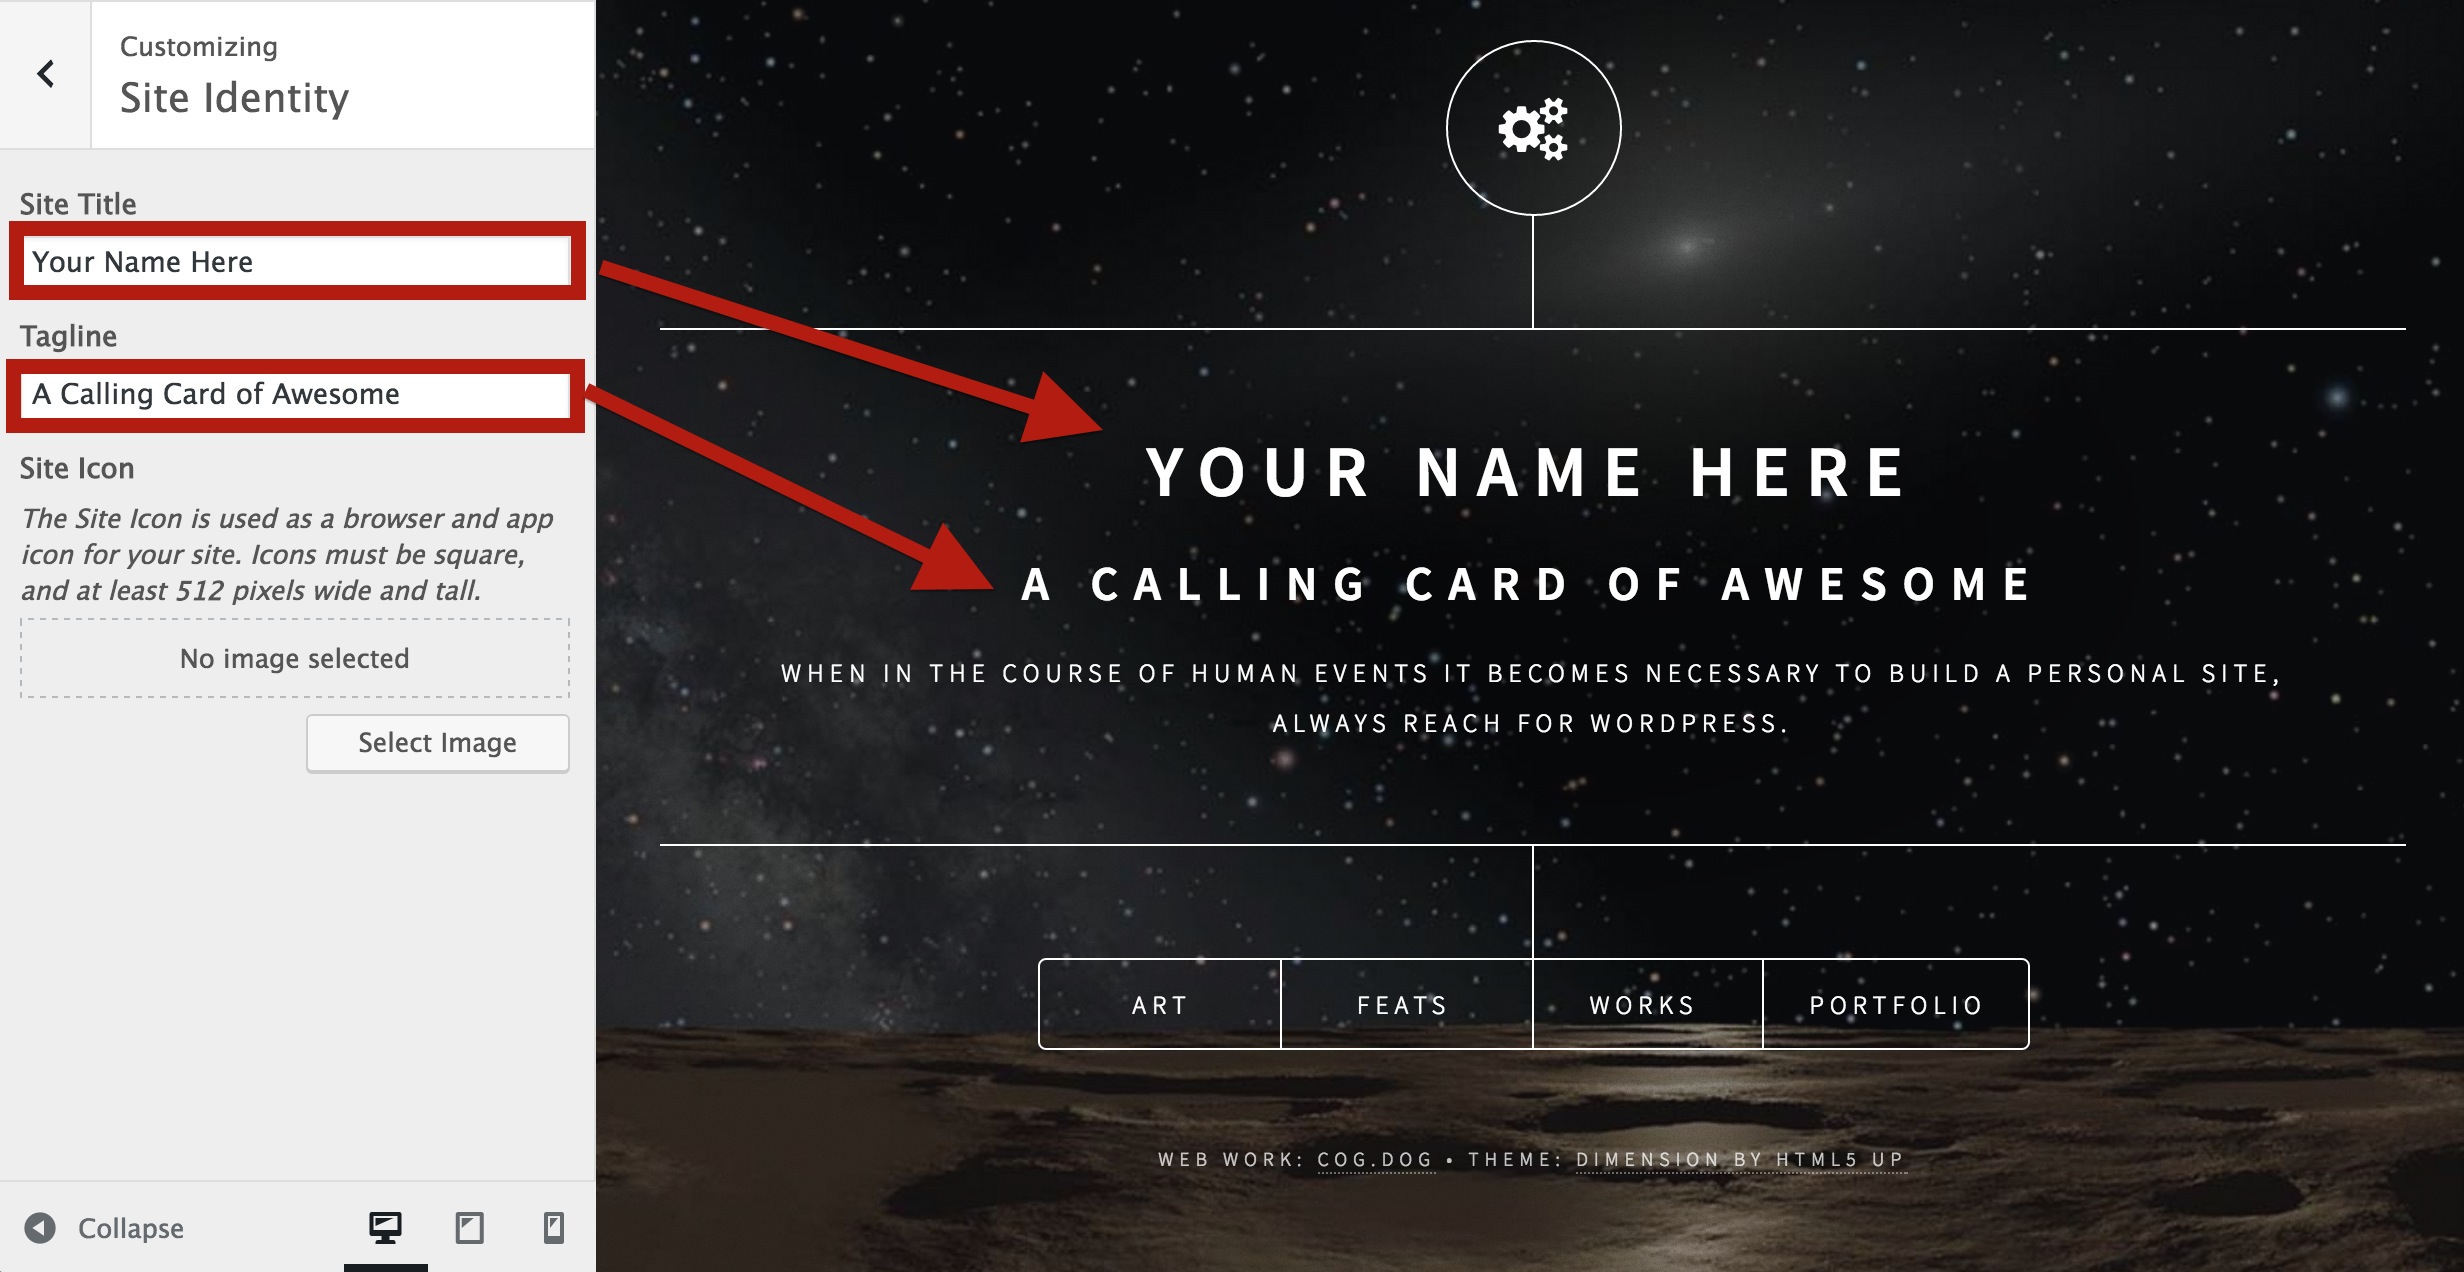 Customizing
Site Identity
Site Title
Your Name Here
Tagline
A Calling Card of Awesome
Site Icon
The Site Icon is used as a browser and app
icon for your site. Icons must be square,
and at least 512 pixels wide and tall.
No image selected
Select Image
Collapse
YOUR NAME HERE
A CALLING CARD OF AWESOME
WHEN IN THE COURSE OF HUMAN EVENTS IT BECOMES NECESSARY TO BUILD A PERSONAL SITE,
ALWAYS REACH FOR WORDPRESS.
ART FEATS WORKS PORTFOLIO
WEB WORK: COG.DOG • THEME: DIMENSION BY HTML5 UP